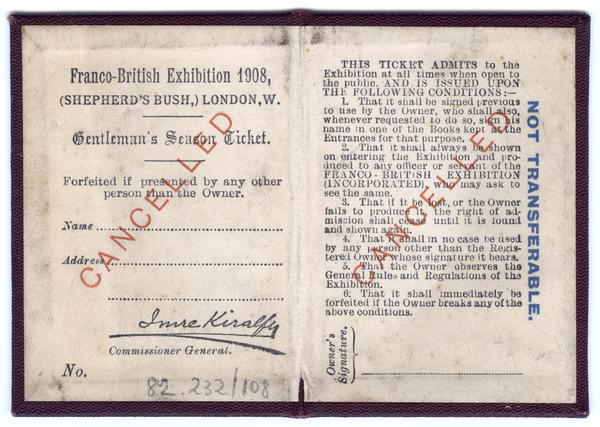 Franco-British Exhibition 1908,
(SHEPHERD'S BUSH,) LONDON, W.
Gentleman's Season Ticket.
Forfeited if presented by any other
person than the Owner.
Name
Address
CANCELLED
Imre Kiralfy
Commissioner General.
No.
82.232/108
THIS TICKET ADMITS to the
Exhibition at all times when open to
the public, AND IS ISSUED UPON
THE FOLLOWING CONDITIONS:—
1. That it shall be signed previous
to use by the Owner, who shall also,
whenever requested to do so, sign his
name in one of the Books kept at the
Entrances for that purpose.
2. That it shall always be shown
on entering the Exhibition and pro-
duced to any officer or servant of the
FRANCO-BRITISH EXHIBITION
(INCORPORATED), who may ask to
see the same.
3. That if it be lost, or the Owner
fails to produce it, the right of ad-
mission shall cease until it is found
and shown again.
4. That it shall in no case be used
by any person other than the Regis-
tered Owner whose signature it bears.
5. That the Owner observes the
General Rules and Regulations of the
Exhibition.
6. That it shall immediately be
forfeited if the Owner breaks any of the
above conditions.
CANCELLED
Owner's
Signature.
NOT TRANSFERABLE.